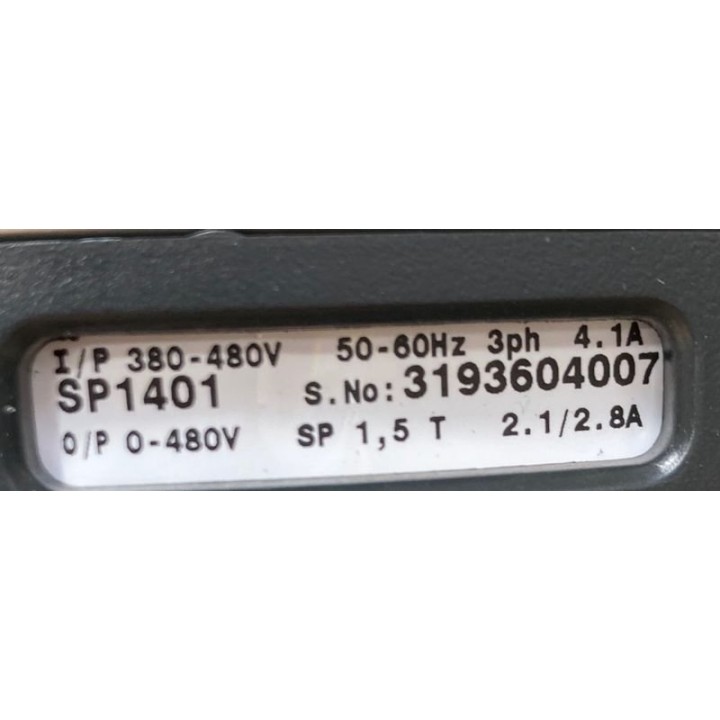 I/P 380-480V 50-60Hz 3ph 4.1A
SP1401 S.No: 3193604007
O/P 0-480V SP 1,5 T 2.1/2.8A